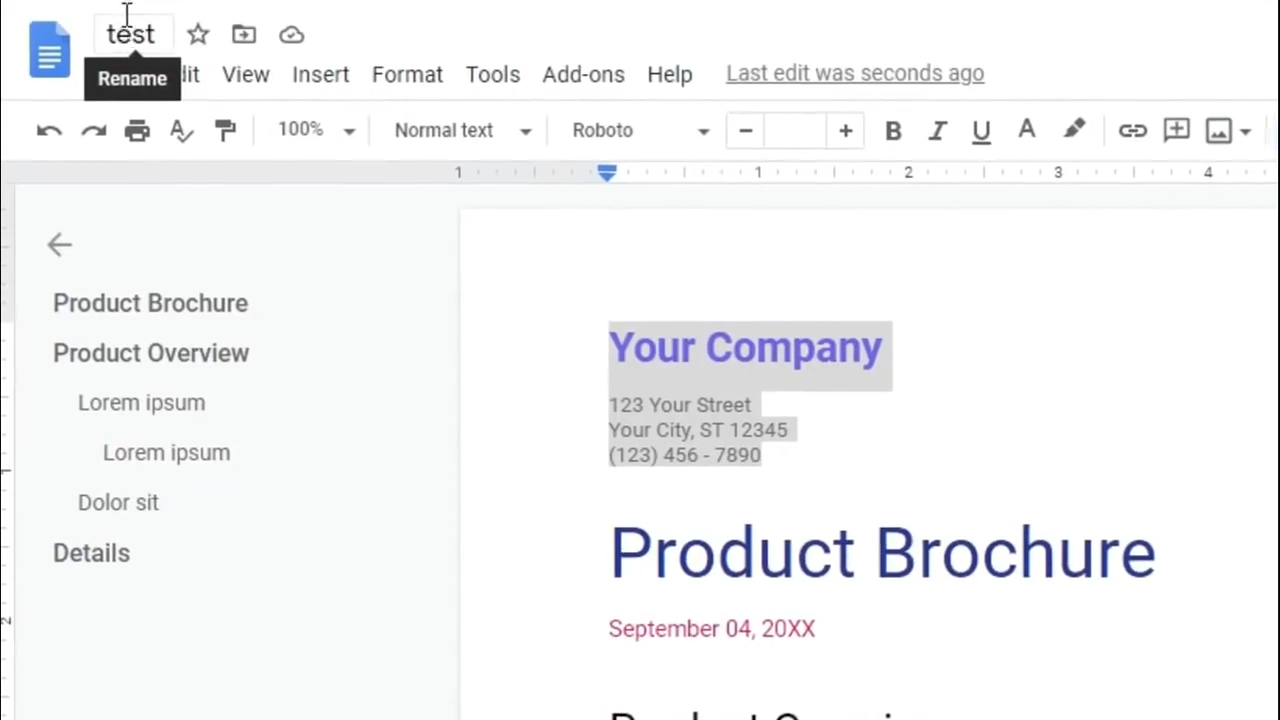 test
Rename
View Insert Format Tools Add-ons Help Last edit was seconds ago
100% Normal text Roboto B I U A
1 1 2 3 4
Product Brochure
Product Overview
Lorem ipsum
Lorem ipsum
Dolor sit
Details
Your Company
123 Your Street
Your City, ST 12345
(123) 456 - 7890
Product Brochure
September 04, 20XX
2